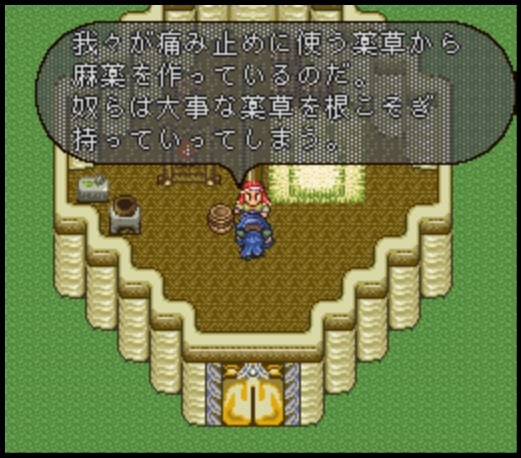 我々が痛み止めに使う薬草から
麻薬を作っているのだ。
奴らは大事な薬草を根こそぎ
持っていってしまう。